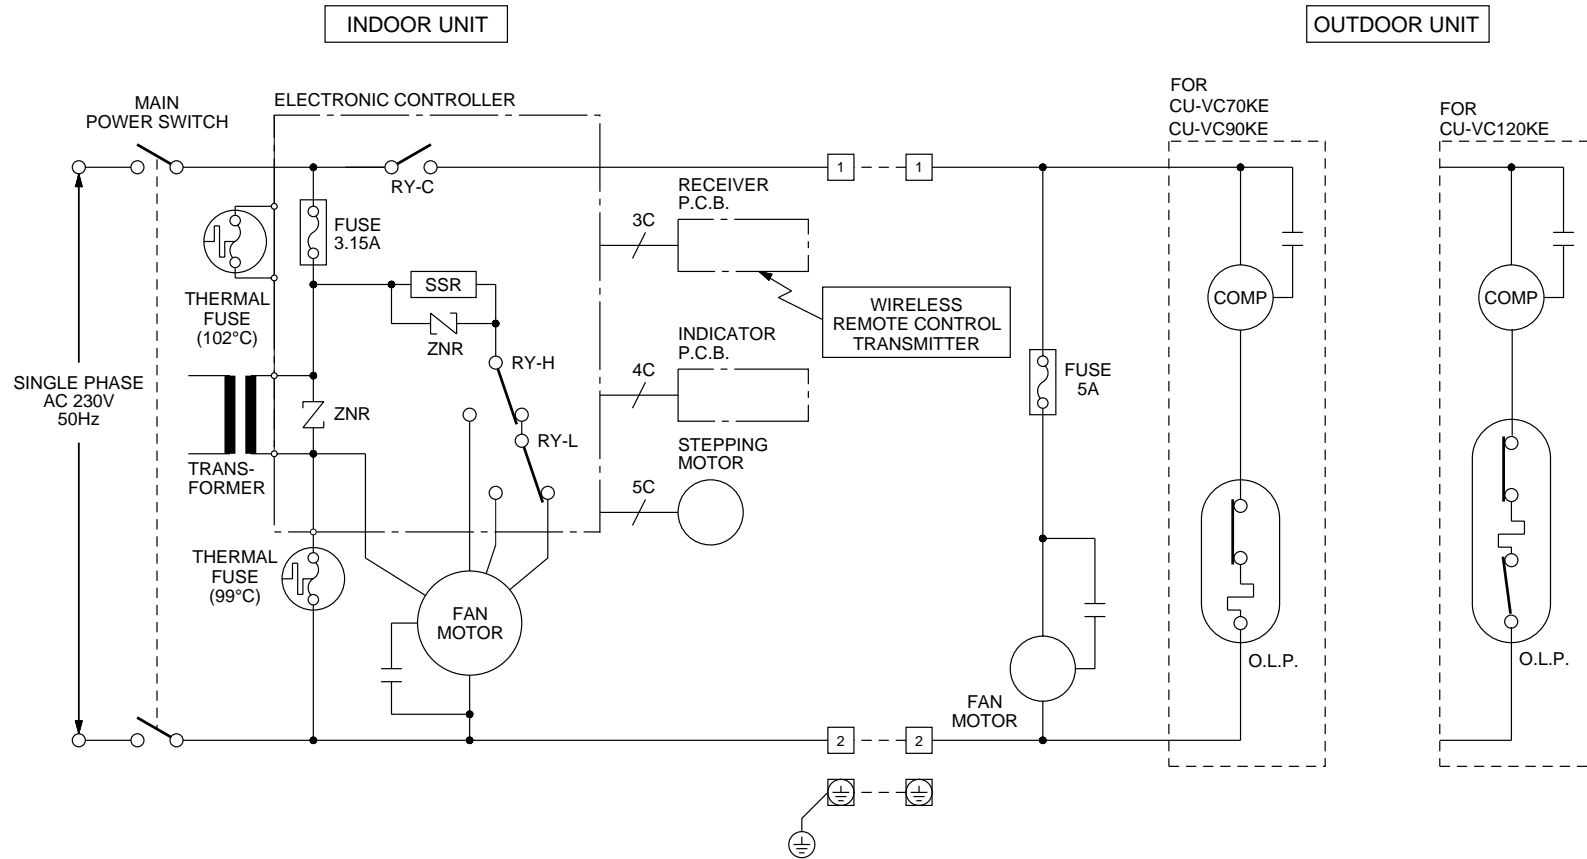 INDOOR UNIT
OUTDOOR UNIT
MAIN
POWER SWITCH
ELECTRONIC CONTROLLER
FOR
CU-VC70KE
CU-VC90KE
FOR
CU-VC120KE
RY-C
1
1
FUSE
3.15A
THERMAL
FUSE
(102°C)
SSR
ZNR
3C
RECEIVER
P.C.B.
WIRELESS
REMOTE CONTROL
TRANSMITTER
COMP
COMP
RY-H
4C
INDICATOR
P.C.B.
FUSE
5A
SINGLE PHASE
AC 230V
50Hz
ZNR
RY-L
TRANS-
FORMER
5C
STEPPING
MOTOR
THERMAL
FUSE
(99°C)
FAN
MOTOR
O.L.P.
O.L.P.
FAN
MOTOR
2
2